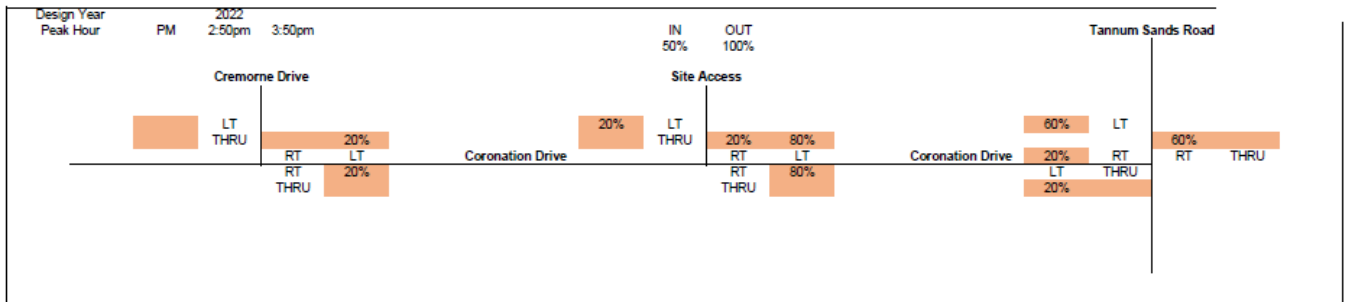 Design Year 2022
Peak Hour PM 2:50pm 3:50pm IN OUT Tannum Sands Road
50% 100%
Cremorne Drive Site Access
LT 20% LT 60% LT
THRU 20% THRU 20% 80% 60%
RT LT Coronation Drive RT LT Coronation Drive 20% RT RT THRU
RT 20% RT 80% LT THRU
THRU THRU 20%